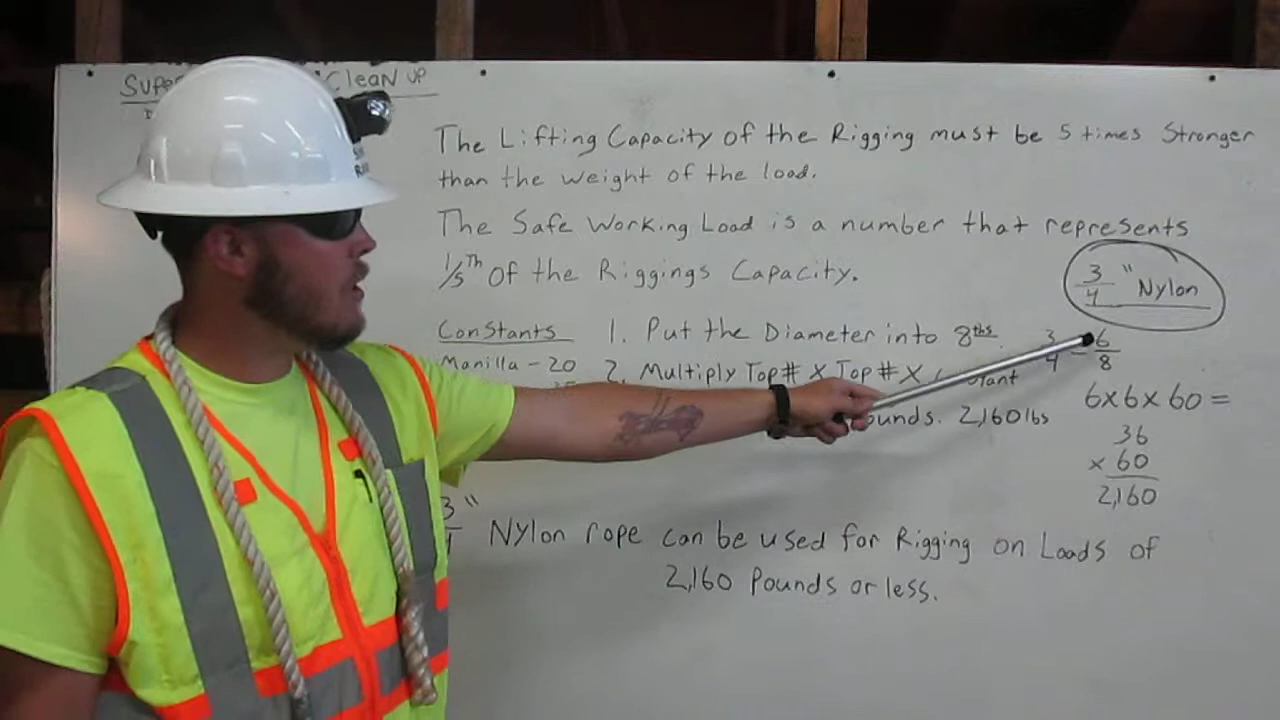 Clean up
The Lifting Capacity of the Rigging must be 5 times Stronger
than the weight of the load.
The Safe Working Load is a number that represents
1/5th Of the Riggings Capacity.
3/4" Nylon
Constants
Manilla - 20
1. Put the Diameter into 8ths.
3/4 = 6/8
2. Multiply Top# X Top# X
2,160 lbs
6x6x60 =
36
x 60
2,160
3"
Nylon rope can be used for Rigging on Loads of
2,160 Pounds or less.